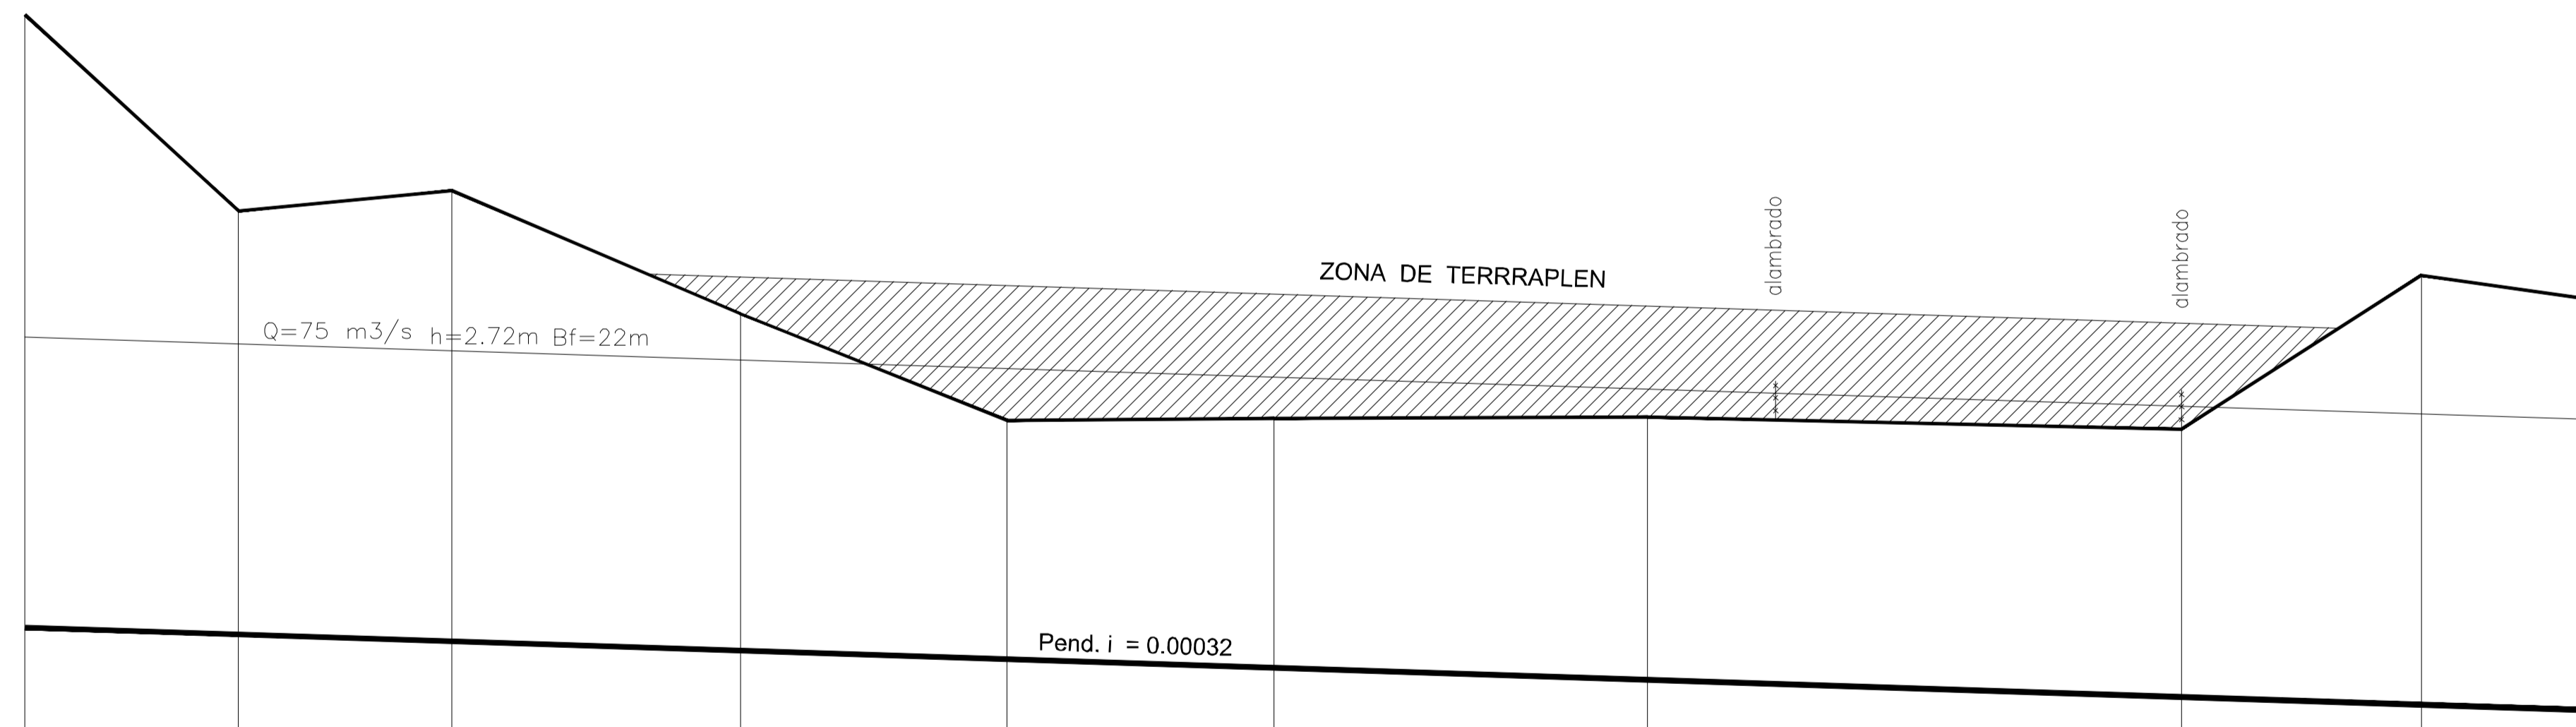 alambrado
alambrado
ZONA DE TERRRAPLEN
Q=75 m3/s h=2.72m Bf=22m
Pend. i = 0.00032